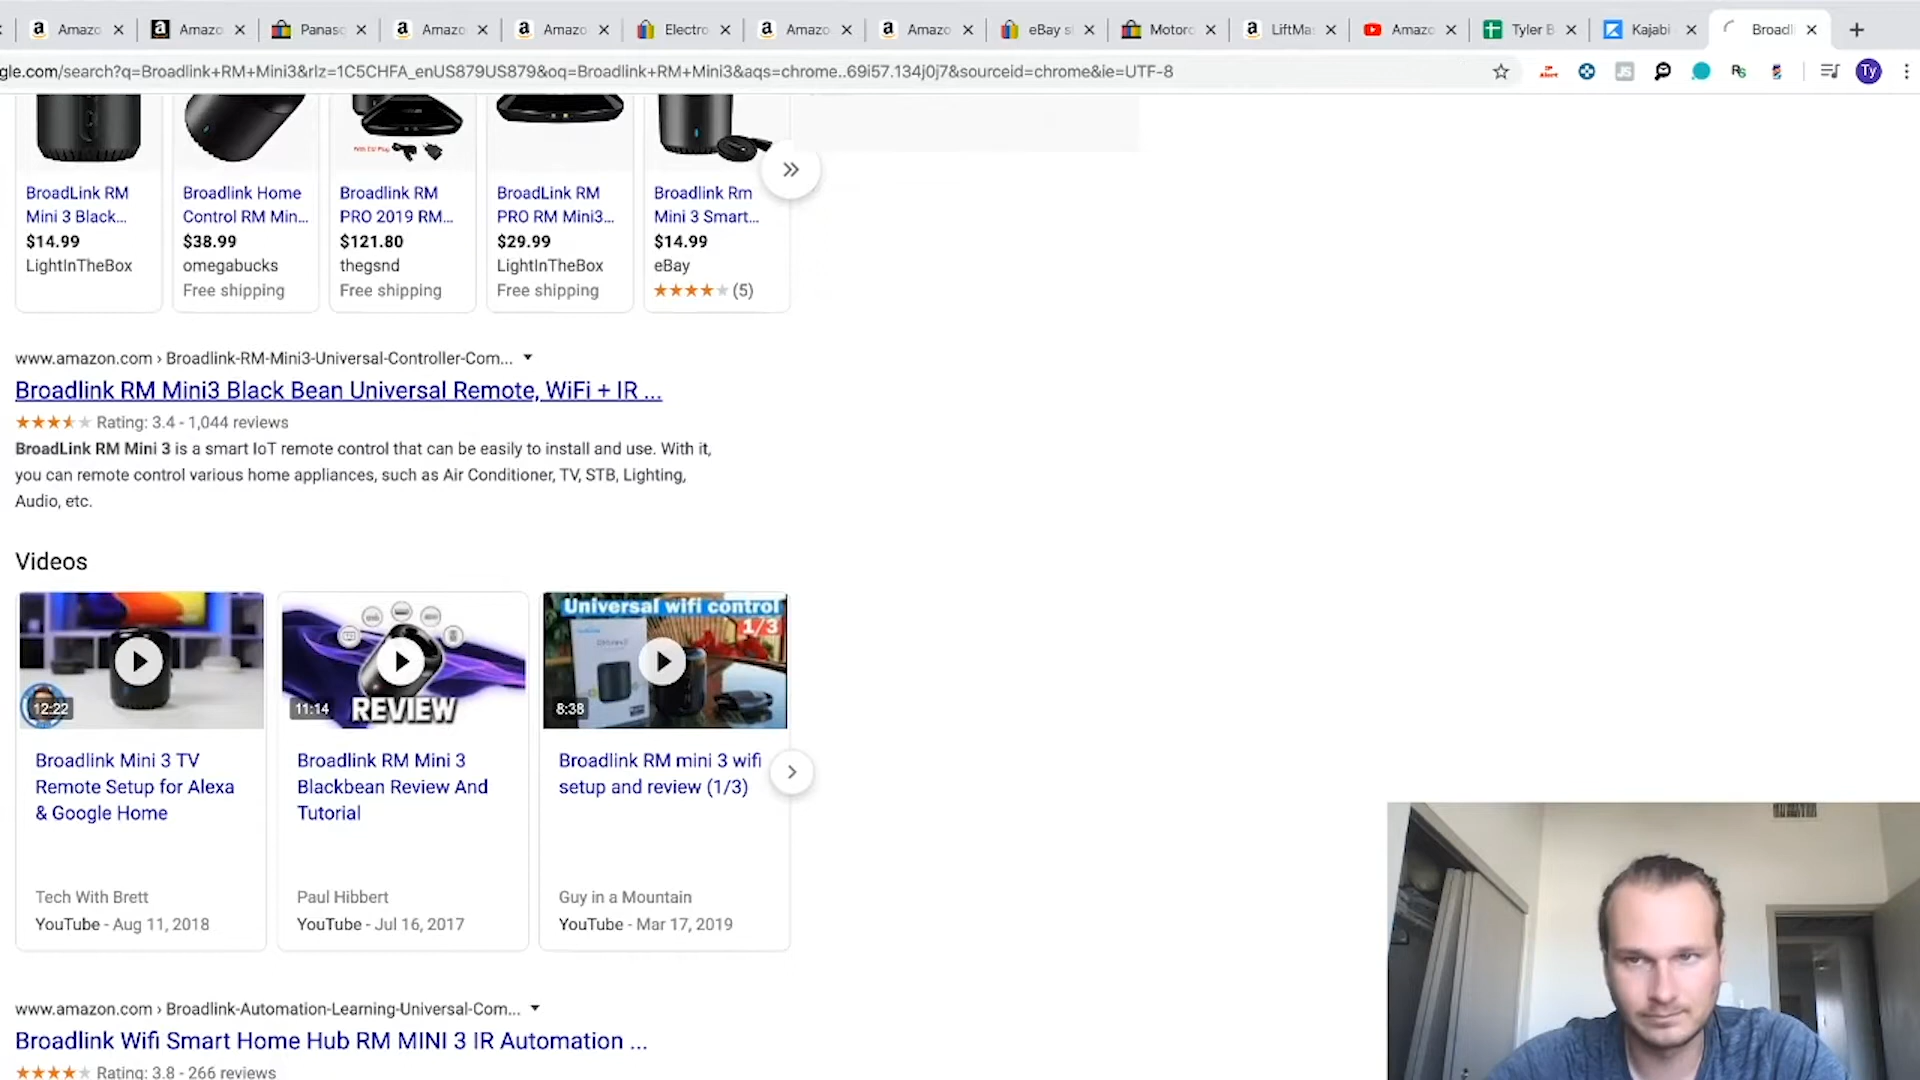 Amazo
Amazo
Panaso
Amazo
Amazo
Electro
Amazo
Amazo
eBay s
Motoro
LiftMa
Amazo
Tyler B
Kajabi
Broadl
gle.com/search?q=Broadlink+RM+Mini3&rlz=1C5CHFA_enUS879US879&oq=Broadlink+RM+Mini3&aqs=chrome..69i57.134j0j7&sourceid=chrome&ie=UTF-8
Alert
JS
Ty
With EU Plug
BroadLink RM
Mini 3 Black...
$14.99
LightInTheBox
Broadlink Home
Control RM Min...
$38.99
omegabucks
Free shipping
Broadlink RM
PRO 2019 RM...
$121.80
thegsnd
Free shipping
BroadLink RM
PRO RM Mini3...
$29.99
LightInTheBox
Free shipping
Broadlink Rm
Mini 3 Smart...
$14.99
eBay
(5)
www.amazon.com › Broadlink-RM-Mini3-Universal-Controller-Com...
Broadlink RM Mini3 Black Bean Universal Remote, WiFi + IR ...
Rating: 3.4 - 1,044 reviews
BroadLink RM Mini 3 is a smart IoT remote control that can be easily to install and use. With it,
you can remote control various home appliances, such as Air Conditioner, TV, STB, Lighting,
Audio, etc.
Videos
12:22
Broadlink Mini 3 TV
Remote Setup for Alexa
& Google Home
Tech With Brett
YouTube - Aug 11, 2018
11:14
REVIEW
Broadlink RM Mini 3
Blackbean Review And
Tutorial
Paul Hibbert
YouTube - Jul 16, 2017
Universal wifi control
1/3
8:38
Broadlink RM mini 3 wifi
setup and review (1/3)
Guy in a Mountain
YouTube - Mar 17, 2019
www.amazon.com › Broadlink-Automation-Learning-Universal-Com...
Broadlink Wifi Smart Home Hub RM MINI 3 IR Automation ...
Rating: 3.8 - 266 reviews